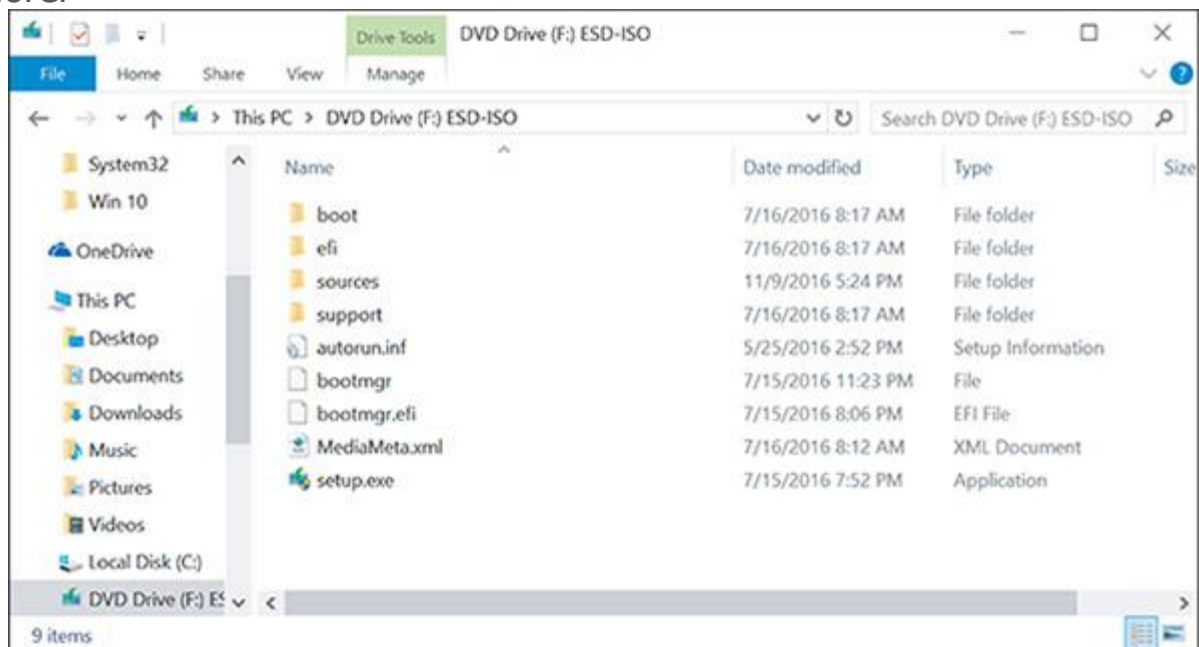 Drive Tools DVD Drive (F:) ESD-ISO
File Home Share View Manage
This PC > DVD Drive (F:) ESD-ISO Search DVD Drive (F:) ESD-ISO
System32 Name Date modified Type Size
Win 10 boot 7/16/2016 8:17 AM File folder
OneDrive efi 7/16/2016 8:17 AM File folder
sources 11/9/2016 5:24 PM File folder
This PC support 7/16/2016 8:17 AM File folder
Desktop autorun.inf 5/25/2016 2:52 PM Setup Information
Documents bootmgr 7/15/2016 11:23 PM File
Downloads bootmgr.efi 7/15/2016 8:06 PM EFI File
Music MediaMeta.xml 7/16/2016 8:12 AM XML Document
Pictures setup.exe 7/15/2016 7:52 PM Application
Videos
Local Disk (C:)
DVD Drive (F:) ES
9 items